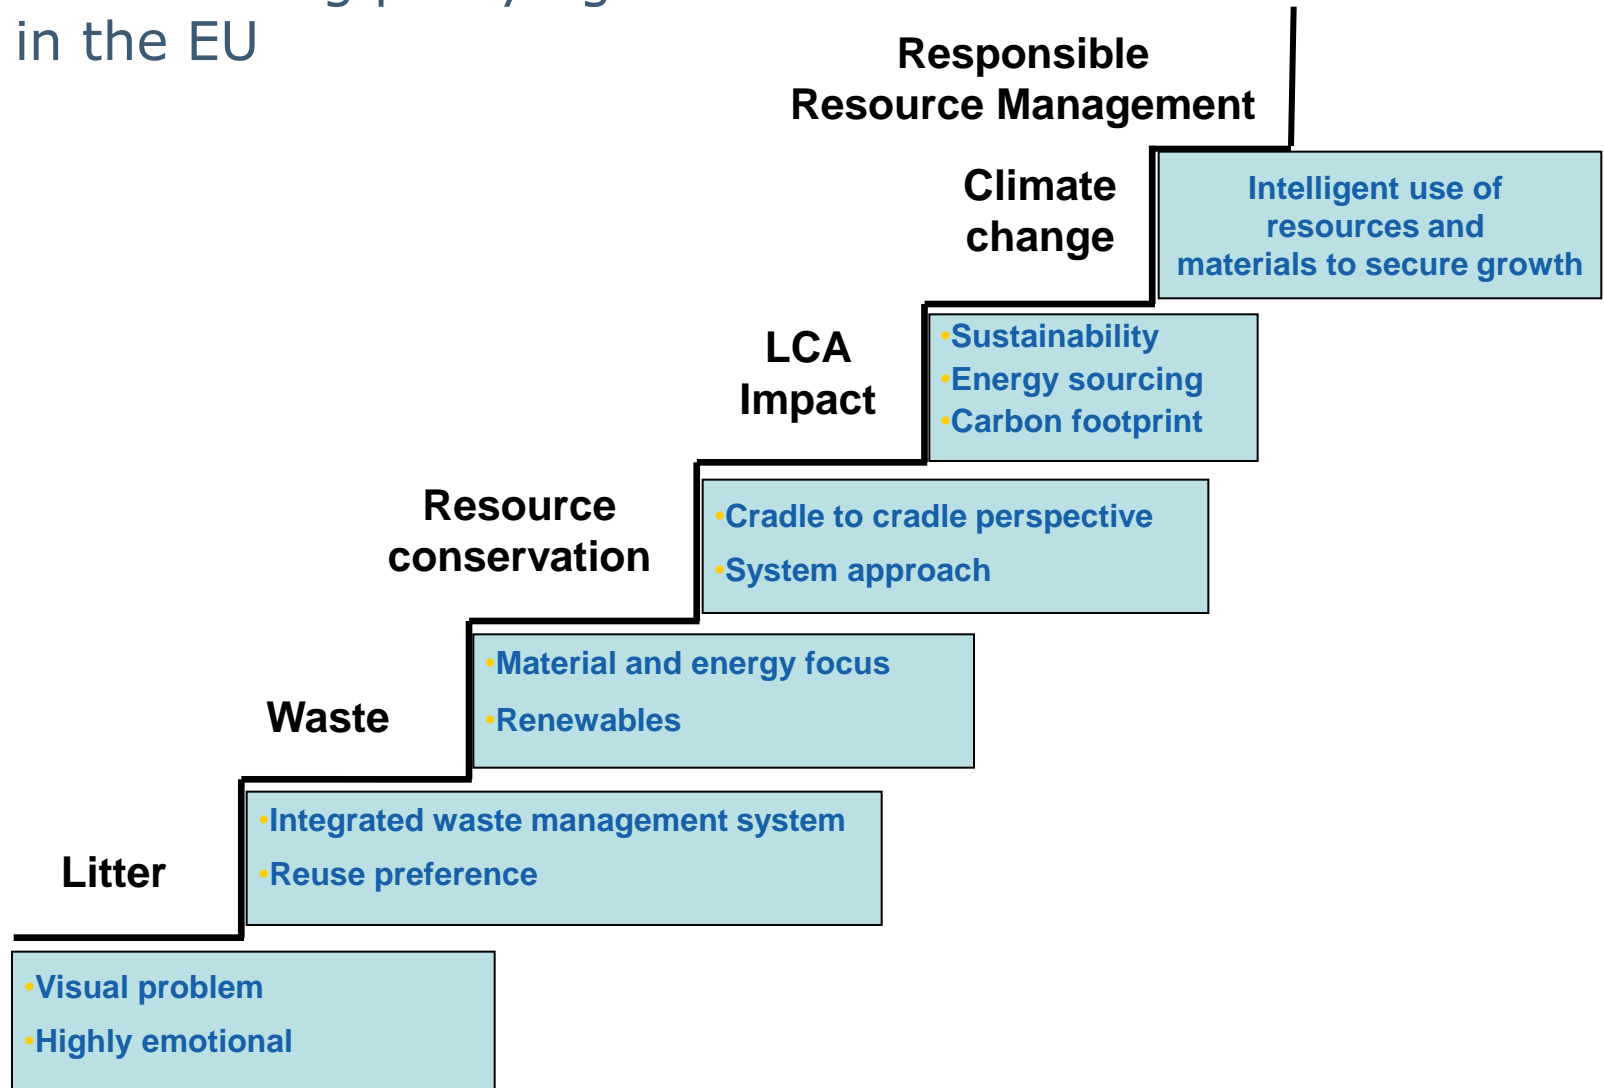 in the EU
Responsible
Resource Management
Climate
change
Intelligent use of
resources and
materials to secure growth
LCA
Impact
•Sustainability
•Energy sourcing
•Carbon footprint
Resource
conservation
•Cradle to cradle perspective
•System approach
Waste
•Material and energy focus
•Renewables
Litter
•Integrated waste management system
•Reuse preference
•Visual problem
•Highly emotional